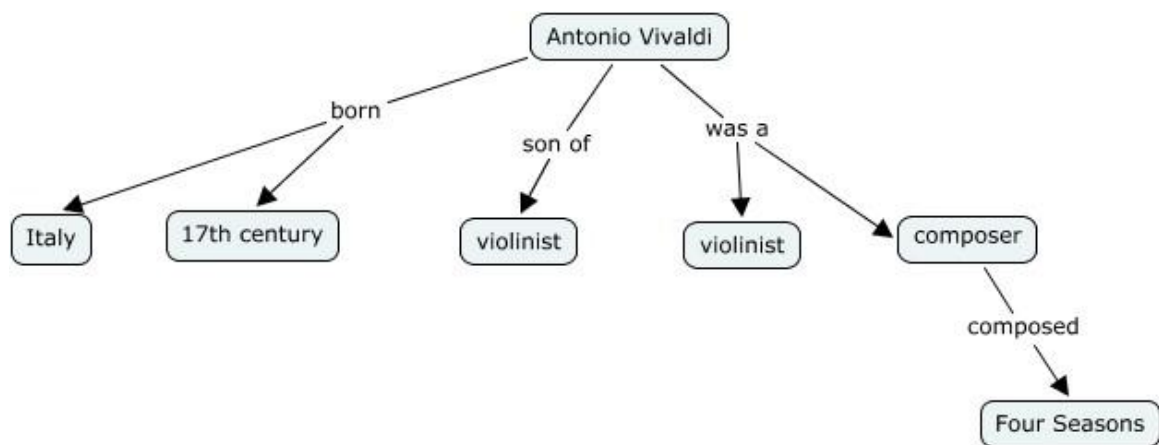 Antonio Vivaldi
born
was a
son of
Italy
17th century
violinist
violinist
composer
composed
Four Seasons